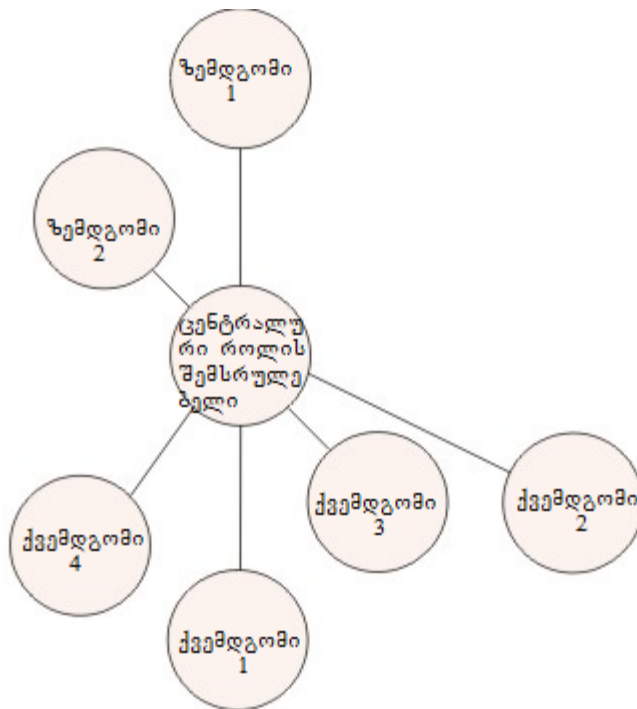 ზემდგომი
1
ზემდგომი
2
ცენტრალუ
რი როლის
შემსრულე
ბელი
ქვემდგომი
3
ქვემდგომი
2
ქვემდგომი
4
ქვემდგომი
1